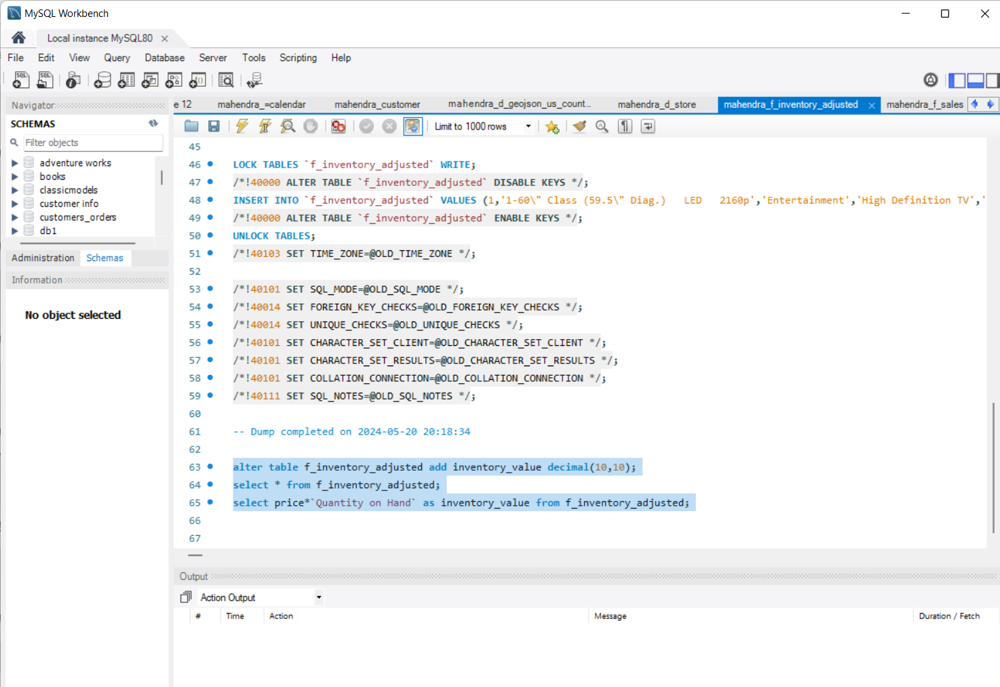 MySQL Workbench
Local instance MySQL80
File Edit View Query Database Server Tools Scripting Help
Navigator
SCHEMAS
Filter objects
adventure works
books
classicmodels
customer info
customers_orders
db1
Administration Schemas
Information
No object selected
e 12 mahendra_=calendar mahendra_customer mahendra_d_geojson_us_count... mahendra_d_store mahendra_f_inventory_adjusted mahendra_f_sales
Limit to 1000 rows
45
46 LOCK TABLES `f_inventory_adjusted` WRITE;
47 /*!40000 ALTER TABLE `f_inventory_adjusted` DISABLE KEYS */;
48 INSERT INTO `f_inventory_adjusted` VALUES (1,'1-60\" Class (59.5\" Diag.) LED 2160p','Entertainment','High Definition TV','
49 /*!40000 ALTER TABLE `f_inventory_adjusted` ENABLE KEYS */;
50 UNLOCK TABLES;
51 /*!40103 SET TIME_ZONE=@OLD_TIME_ZONE */;
52
53 /*!40101 SET SQL_MODE=@OLD_SQL_MODE */;
54 /*!40014 SET FOREIGN_KEY_CHECKS=@OLD_FOREIGN_KEY_CHECKS */;
55 /*!40014 SET UNIQUE_CHECKS=@OLD_UNIQUE_CHECKS */;
56 /*!40101 SET CHARACTER_SET_CLIENT=@OLD_CHARACTER_SET_CLIENT */;
57 /*!40101 SET CHARACTER_SET_RESULTS=@OLD_CHARACTER_SET_RESULTS */;
58 /*!40101 SET COLLATION_CONNECTION=@OLD_COLLATION_CONNECTION */;
59 /*!40111 SET SQL_NOTES=@OLD_SQL_NOTES */;
60
61 -- Dump completed on 2024-05-20 20:18:34
62
63 alter table f_inventory_adjusted add inventory_value decimal(10,10);
64 select * from f_inventory_adjusted;
65 select price*`Quantity on Hand` as inventory_value from f_inventory_adjusted;
66
67
Output
Action Output
# Time Action Message Duration / Fetch